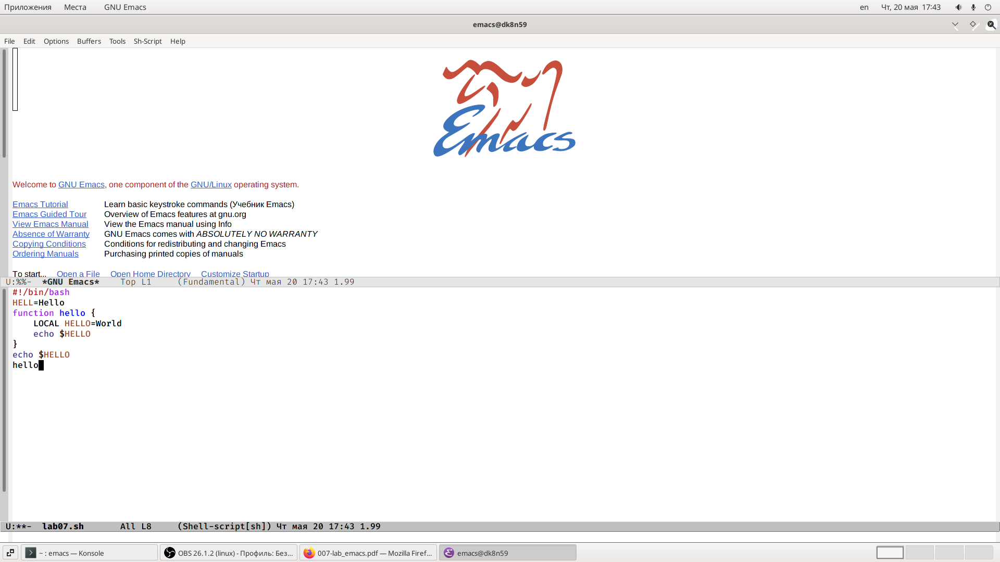 Приложения Места GNU Emacs en Чт, 20 мая 17:43
emacs@dk8n59
File Edit Options Buffers Tools Sh-Script Help
Emacs
Welcome to GNU Emacs, one component of the GNU/Linux operating system.
Emacs Tutorial Learn basic keystroke commands (Учебник Emacs)
Emacs Guided Tour Overview of Emacs features at gnu.org
View Emacs Manual View the Emacs manual using Info
Absence of Warranty GNU Emacs comes with ABSOLUTELY NO WARRANTY
Copying Conditions Conditions for redistributing and changing Emacs
Ordering Manuals Purchasing printed copies of manuals
To start... Open a File Open Home Directory Customize Startup
U:%%- *GNU Emacs* Top L1 (Fundamental) Чт мая 20 17:43 1.99
#!/bin/bash
HELL=Hello
function hello {
    LOCAL HELLO=World
    echo $HELLO
}
echo $HELLO
hello
U:**- lab07.sh All L8 (Shell-script[sh]) Чт мая 20 17:43 1.99
~ : emacs — Konsole OBS 26.1.2 (linux) - Профиль: Без... 007-lab_emacs.pdf — Mozilla Firef... emacs@dk8n59